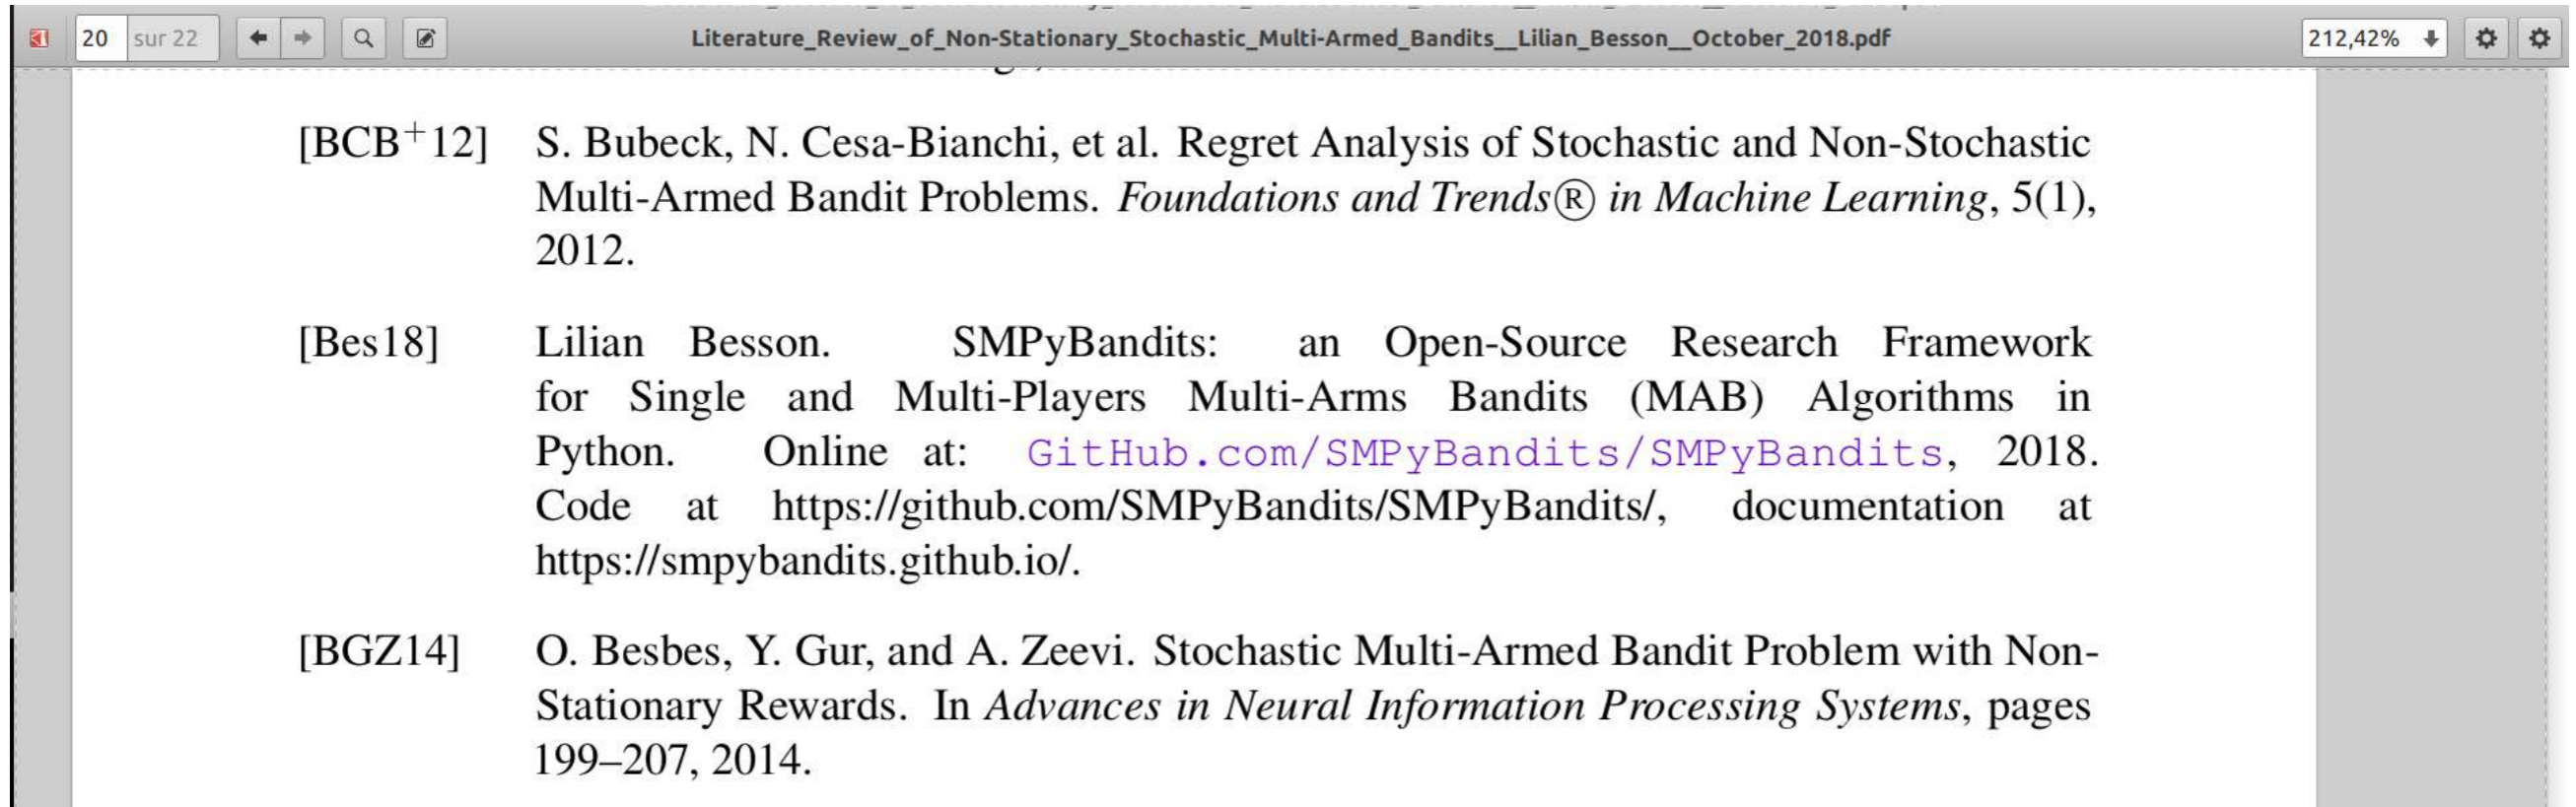 20 sur 22
Literature_Review_of_Non-Stationary_Stochastic_Multi-Armed_Bandits__Lilian_Besson__October_2018.pdf
212,42%
[BCB+12] S. Bubeck, N. Cesa-Bianchi, et al. Regret Analysis of Stochastic and Non-Stochastic
Multi-Armed Bandit Problems. Foundations and Trends® in Machine Learning, 5(1),
2012.
[Bes18] Lilian Besson. SMPyBandits: an Open-Source Research Framework
for Single and Multi-Players Multi-Arms Bandits (MAB) Algorithms in
Python. Online at: GitHub.com/SMPyBandits/SMPyBandits, 2018.
Code at https://github.com/SMPyBandits/SMPyBandits/, documentation at
https://smpybandits.github.io/.
[BGZ14] O. Besbes, Y. Gur, and A. Zeevi. Stochastic Multi-Armed Bandit Problem with Non-
Stationary Rewards. In Advances in Neural Information Processing Systems, pages
199–207, 2014.